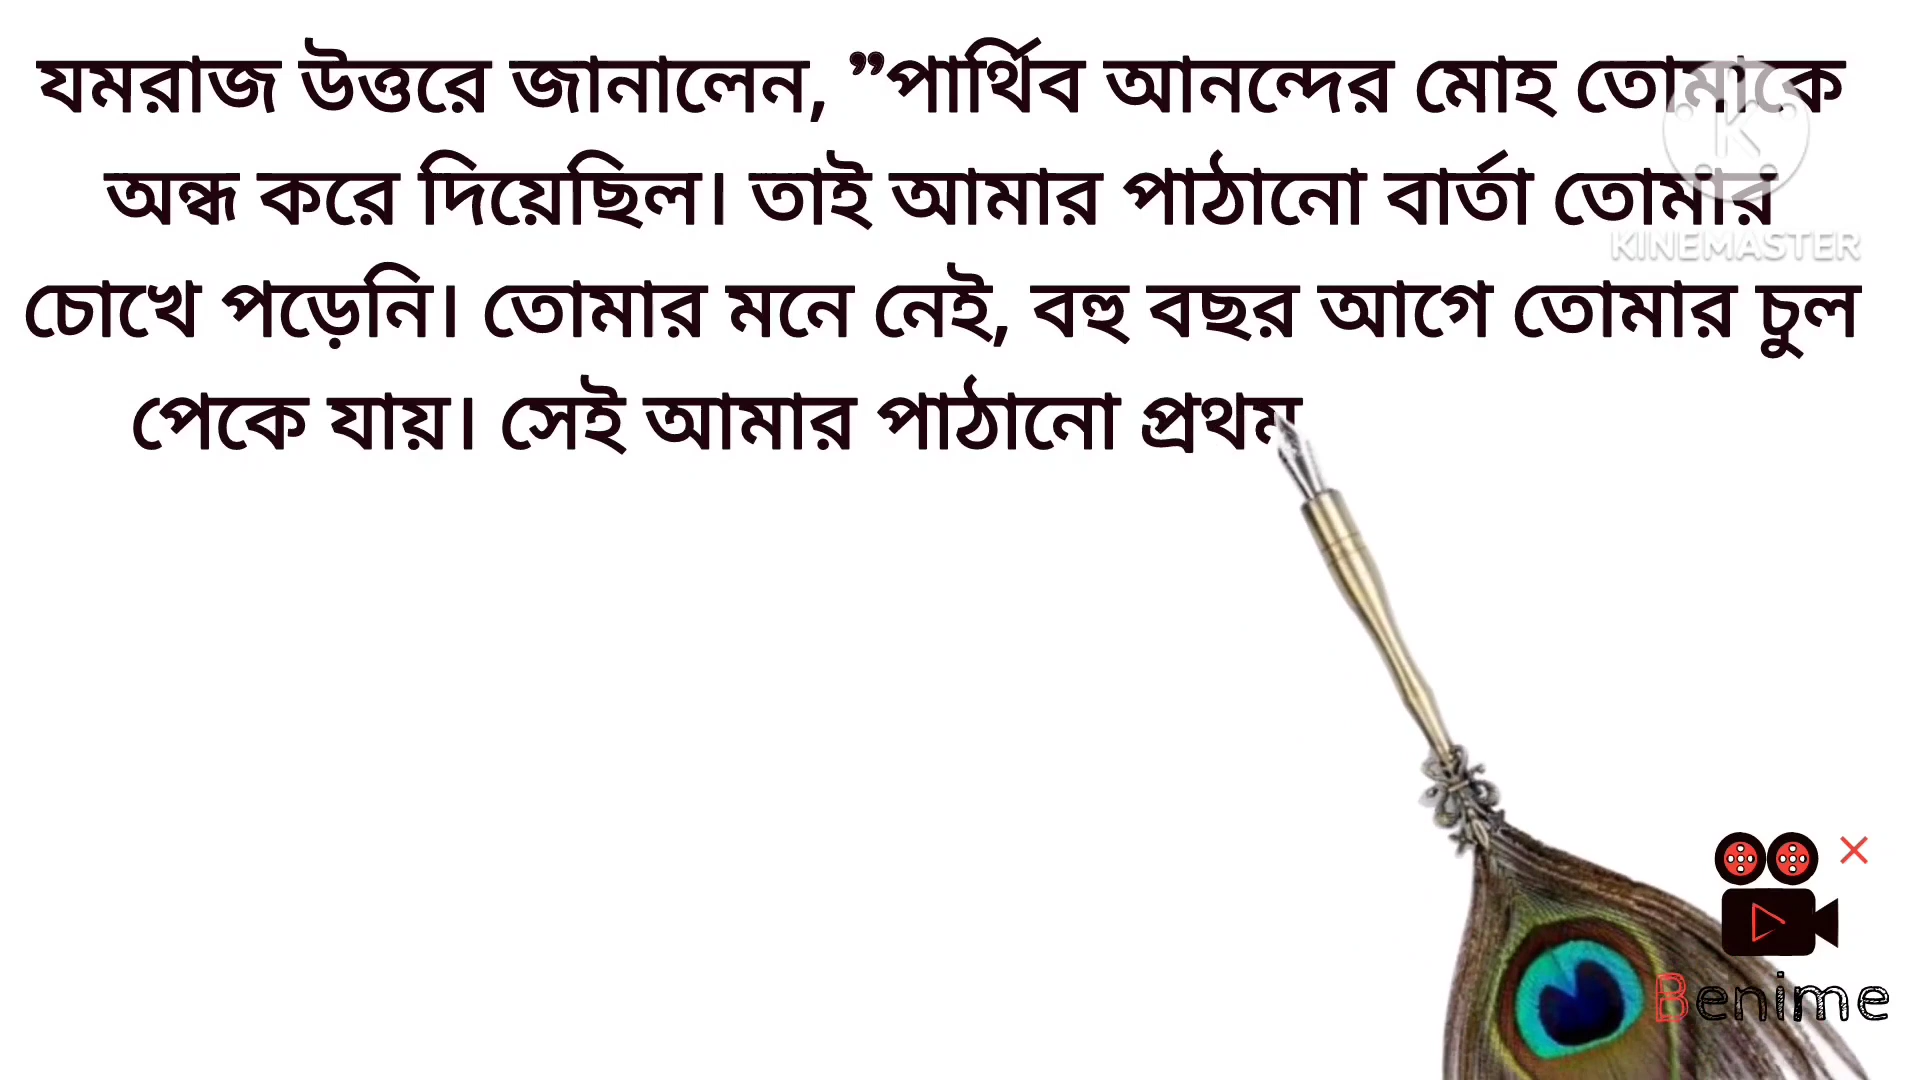 যমরাজ উত্তরে জানালেন, ”পার্থিব আনন্দের মোহ তোমাকে
অন্ধ করে দিয়েছিল। তাই আমার পাঠানো বার্তা তোমার
চোখে পড়েনি। তোমার মনে নেই, বহু বছর আগে তোমার চুল
পেকে যায়। সেই আমার পাঠানো প্রথম
K
KINEMASTER
Benime